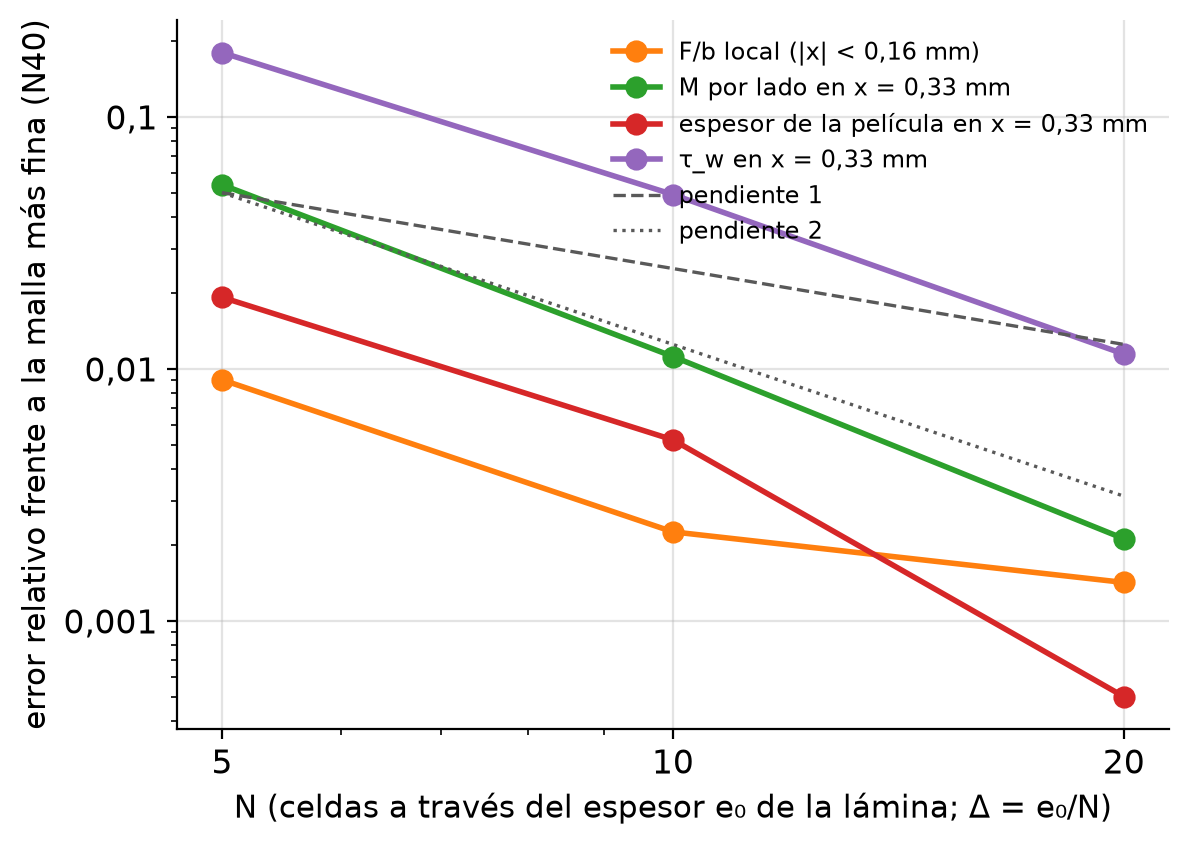 error relativo frente a la malla más fina (N40)
0,1
0,01
0,001
F/b local (|x| < 0,16 mm)
M por lado en x = 0,33 mm
espesor de la película en x = 0,33 mm
τ_w en x = 0,33 mm
pendiente 1
pendiente 2
5
10
20
N (celdas a través del espesor e₀ de la lámina; Δ = e₀/N)